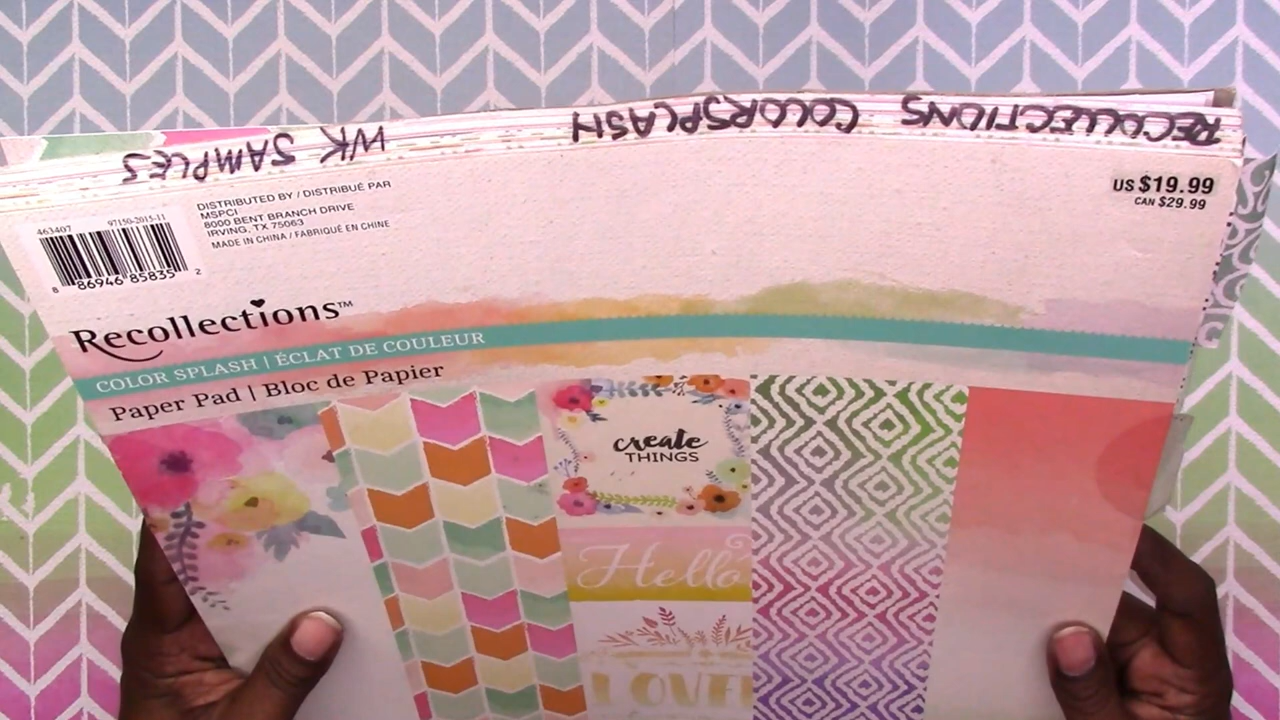 RECOLLECTIONS COLORSPLASH WK SAMPLES
US $19.99
CAN $29.99
463407 97150-2015-11
8 86946 85835 2
DISTRIBUTED BY / DISTRIBUÉ PAR
MSPCI
8000 BENT BRANCH DRIVE
IRVING, TX 75063
MADE IN CHINA / FABRIQUÉ EN CHINE
Recollections™
COLOR SPLASH | ÉCLAT DE COULEUR
Paper Pad | Bloc de Papier
create
THINGS
Hello